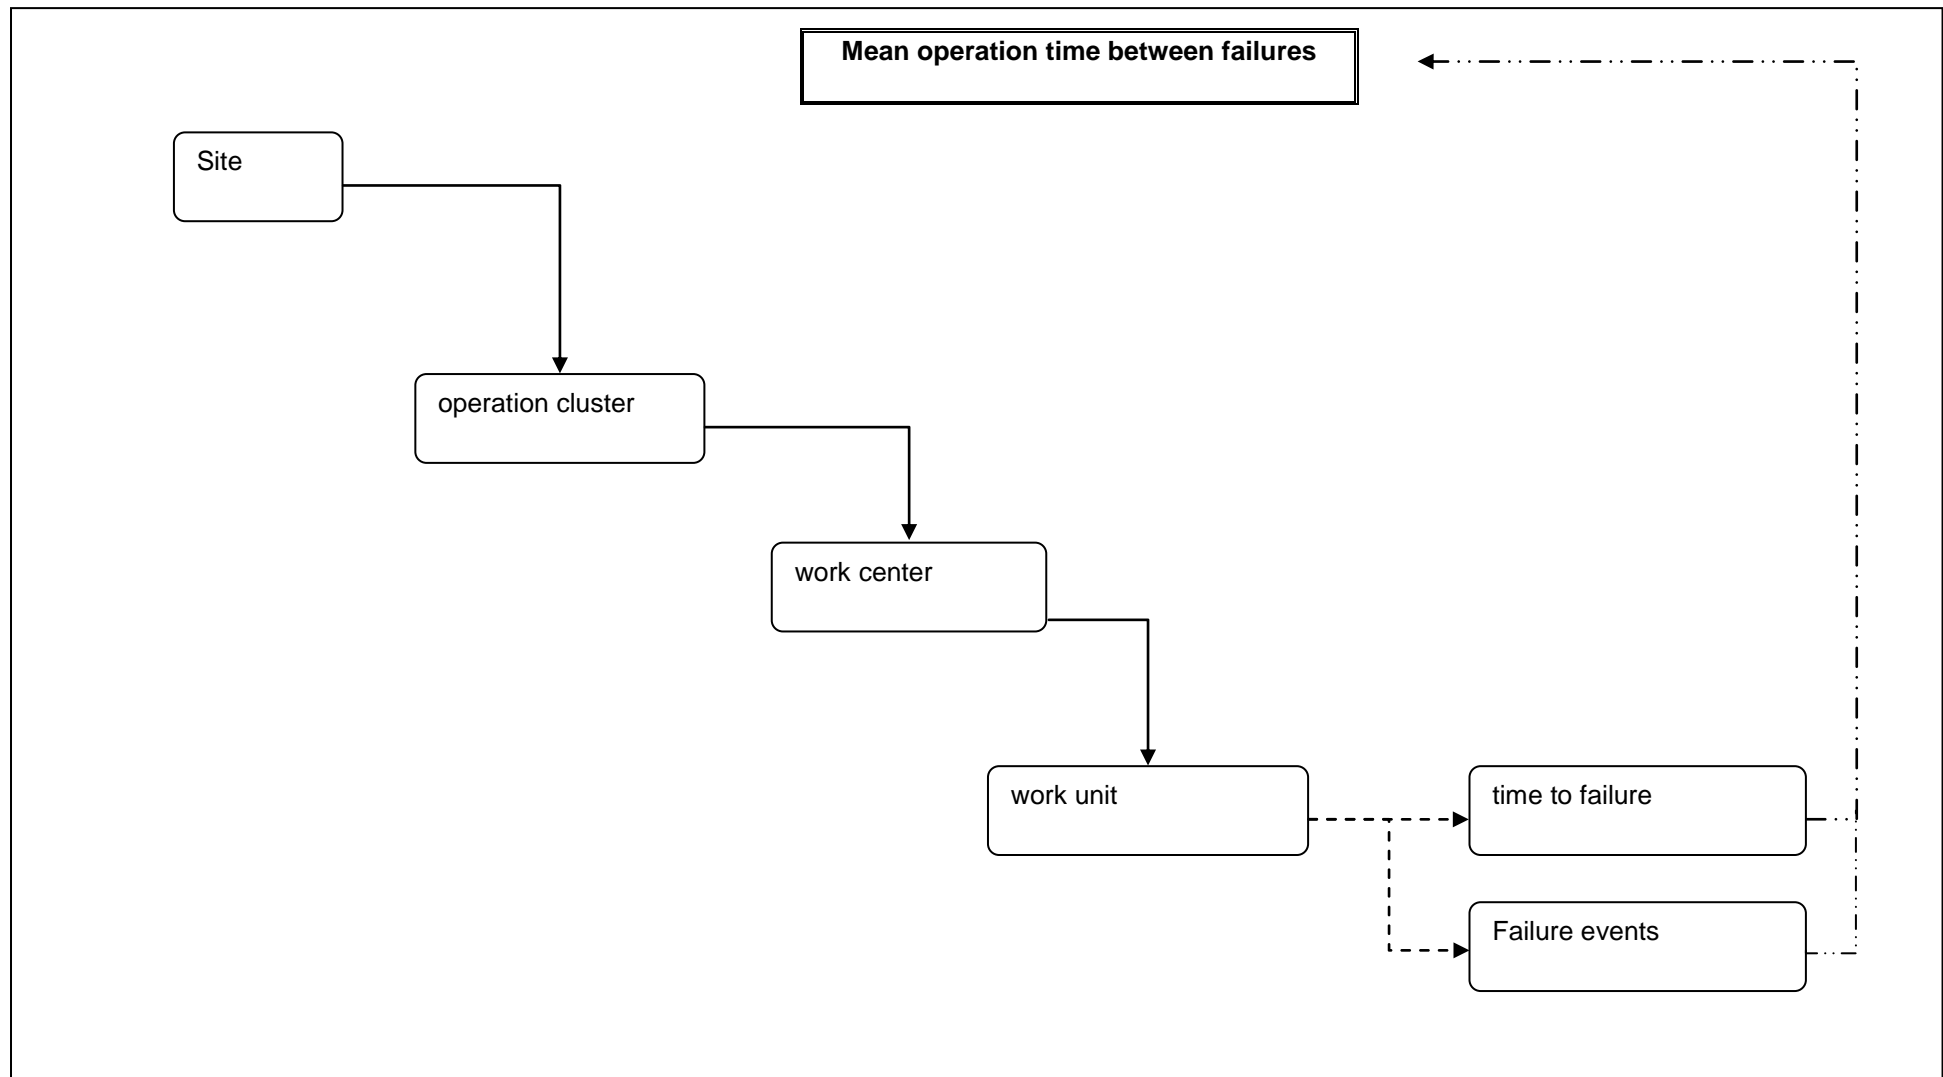 Mean operation time between failures
Site
operation cluster
work center
work unit
time to failure
Failure events